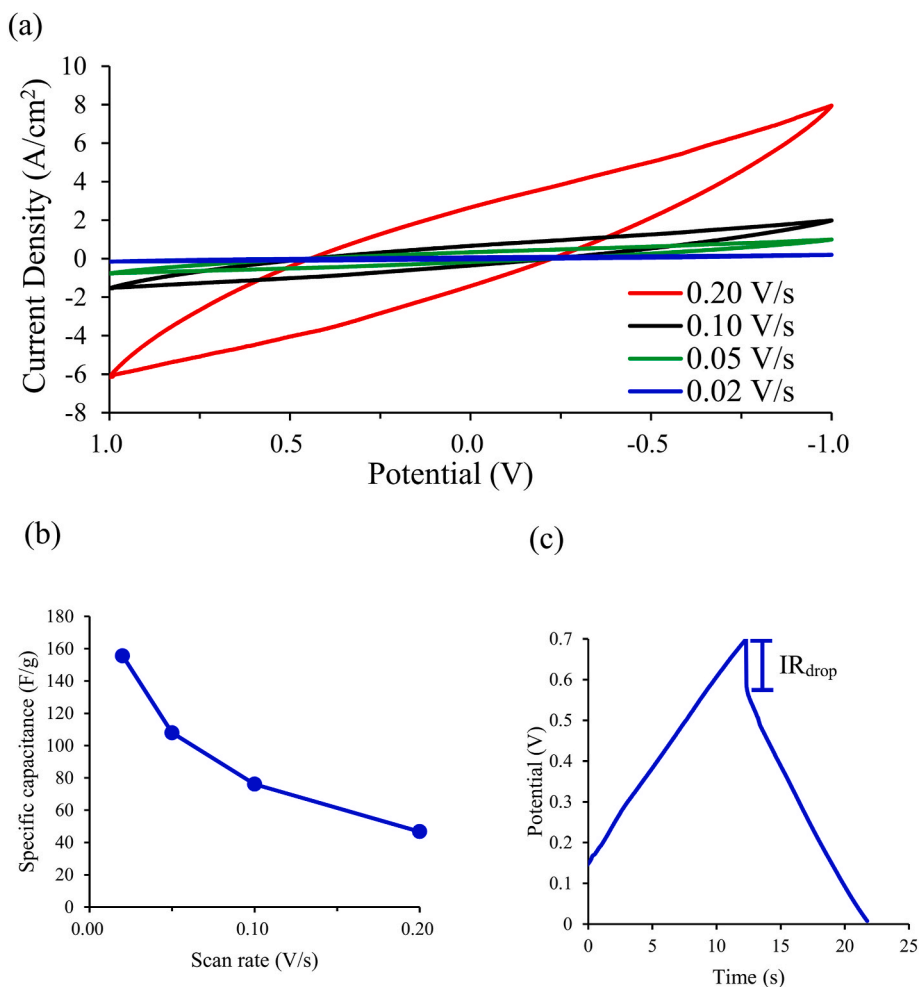 (a)
Current Density (A/cm²)
10
8
6
4
2
0
-2
-4
-6
-8
1.0 0.5 0.0 -0.5 -1.0
Potential (V)
0.20 V/s
0.10 V/s
0.05 V/s
0.02 V/s
(b)
Specific capacitance (F/g)
180
160
140
120
100
80
60
40
20
0
0.00 0.10 0.20
Scan rate (V/s)
(c)
Potential (V)
0.7
0.6
0.5
0.4
0.3
0.2
0.1
0
IRdrop
0 5 10 15 20 25
Time (s)